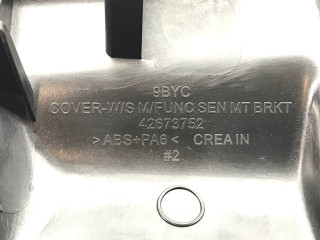 9BYC
COVER-W/S M/FUNC SEN MT BRKT
42673752
>ABS+PA6< CREA IN
#2